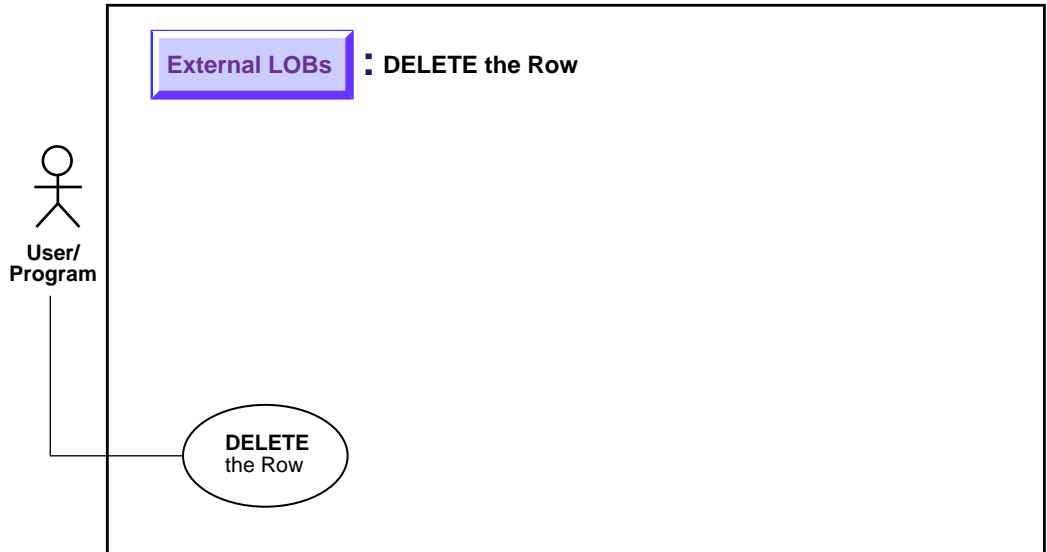 External LOBs : DELETE the Row
User/
Program
DELETE
the Row